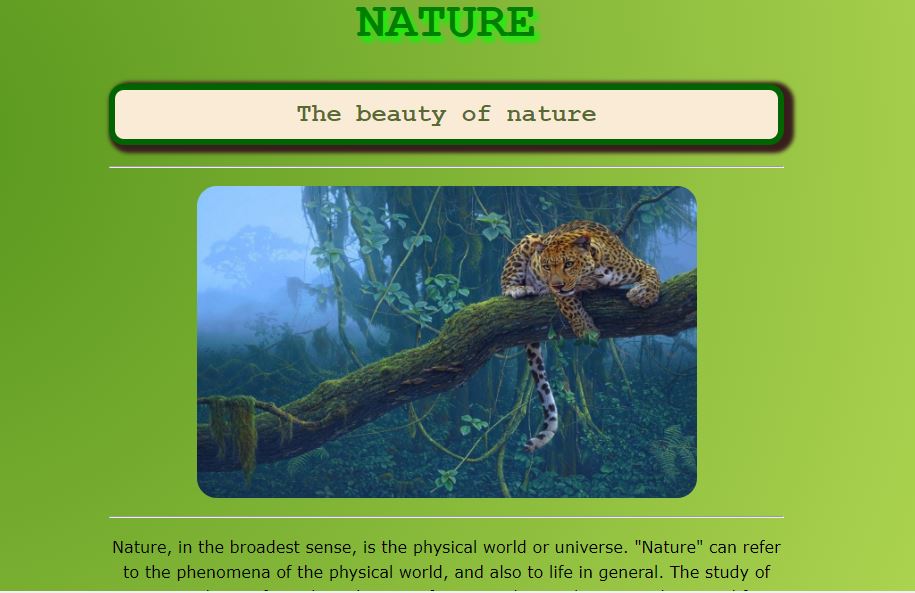 NATURE
The beauty of nature
Nature, in the broadest sense, is the physical world or universe. "Nature" can refer
to the phenomena of the physical world, and also to life in general. The study of